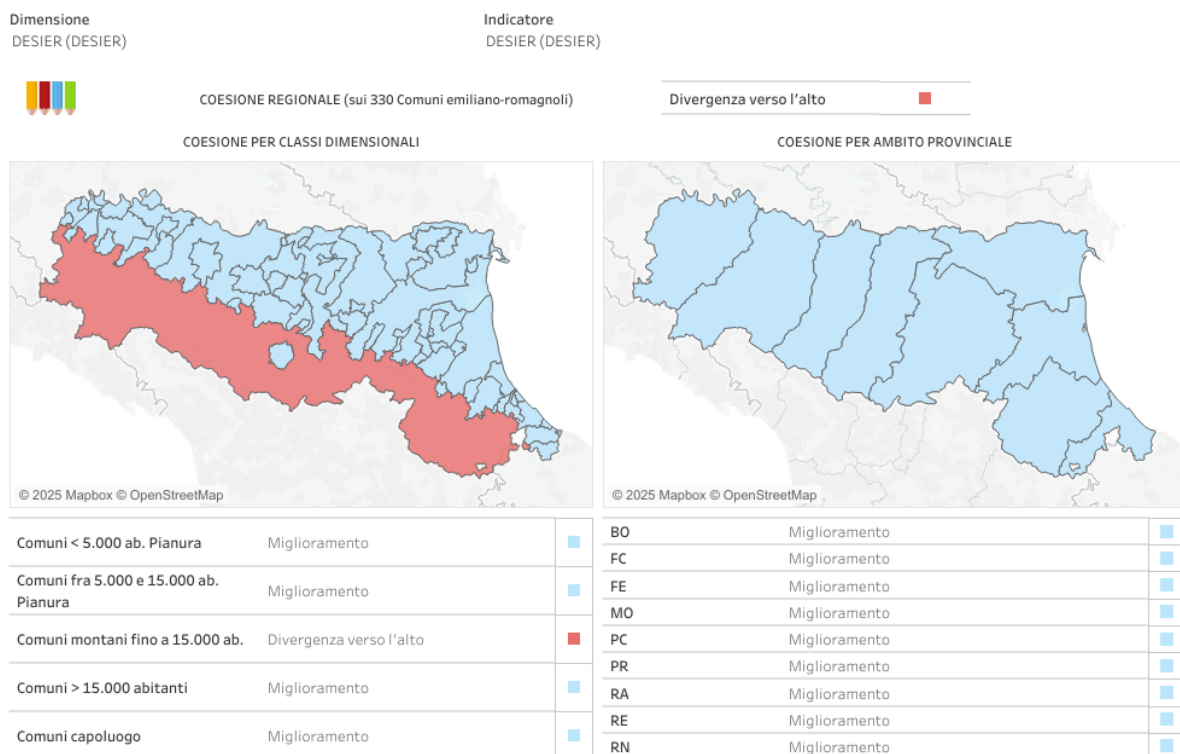 Dimensione
DESIER (DESIER)
Indicatore
DESIER (DESIER)
COESIONE REGIONALE (sui 330 Comuni emiliano-romagnoli)
Divergenza verso l'alto
COESIONE PER CLASSI DIMENSIONALI
© 2025 Mapbox © OpenStreetMap
Comuni < 5.000 ab. Pianura Miglioramento
Comuni fra 5.000 e 15.000 ab.
Pianura
Miglioramento
Comuni montani fino a 15.000 ab. Divergenza verso l'alto
Comuni > 15.000 abitanti Miglioramento
Comuni capoluogo Miglioramento
COESIONE PER AMBITO PROVINCIALE
© 2025 Mapbox © OpenStreetMap
BO Miglioramento
FC Miglioramento
FE Miglioramento
MO Miglioramento
PC Miglioramento
PR Miglioramento
RA Miglioramento
RE Miglioramento
RN Miglioramento